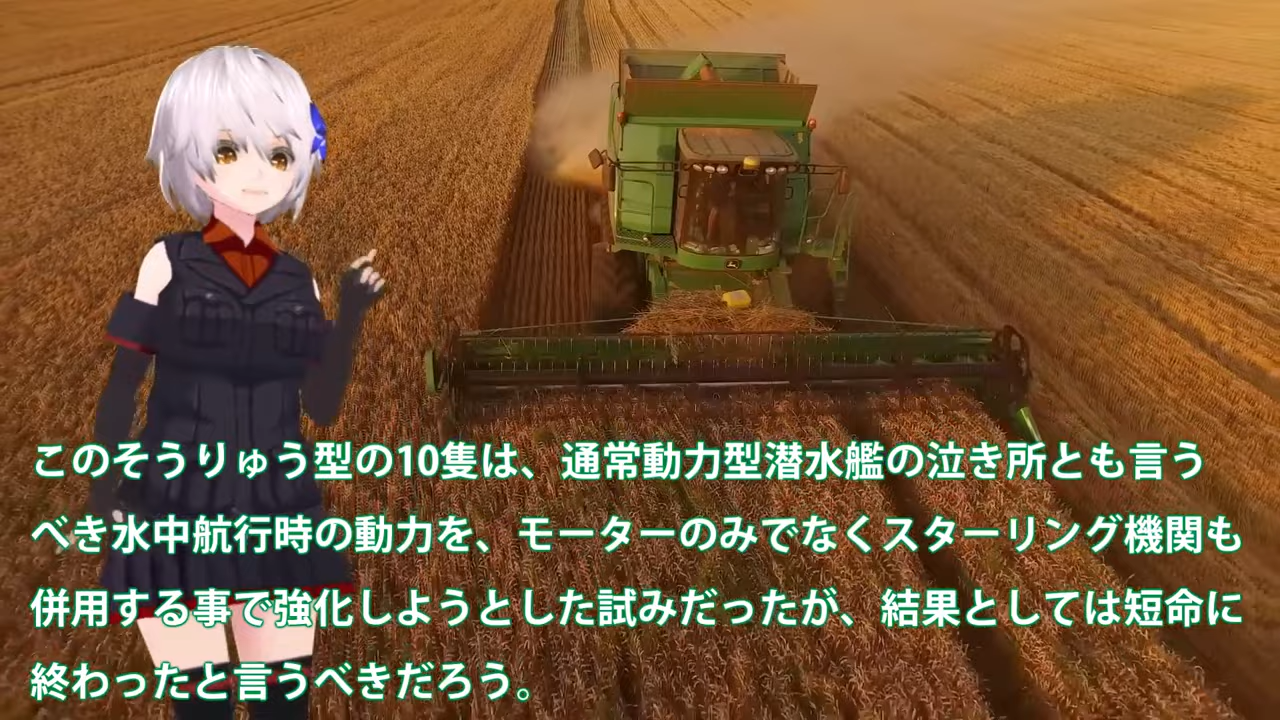 このそうりゅう型の10隻は、通常動力型潜水艦の泣き所とも言う
べき水中航行時の動力を、モーターのみでなくスターリング機関も
併用する事で強化しようとした試みだったが、結果としては短命に
終わったと言うべきだろう。